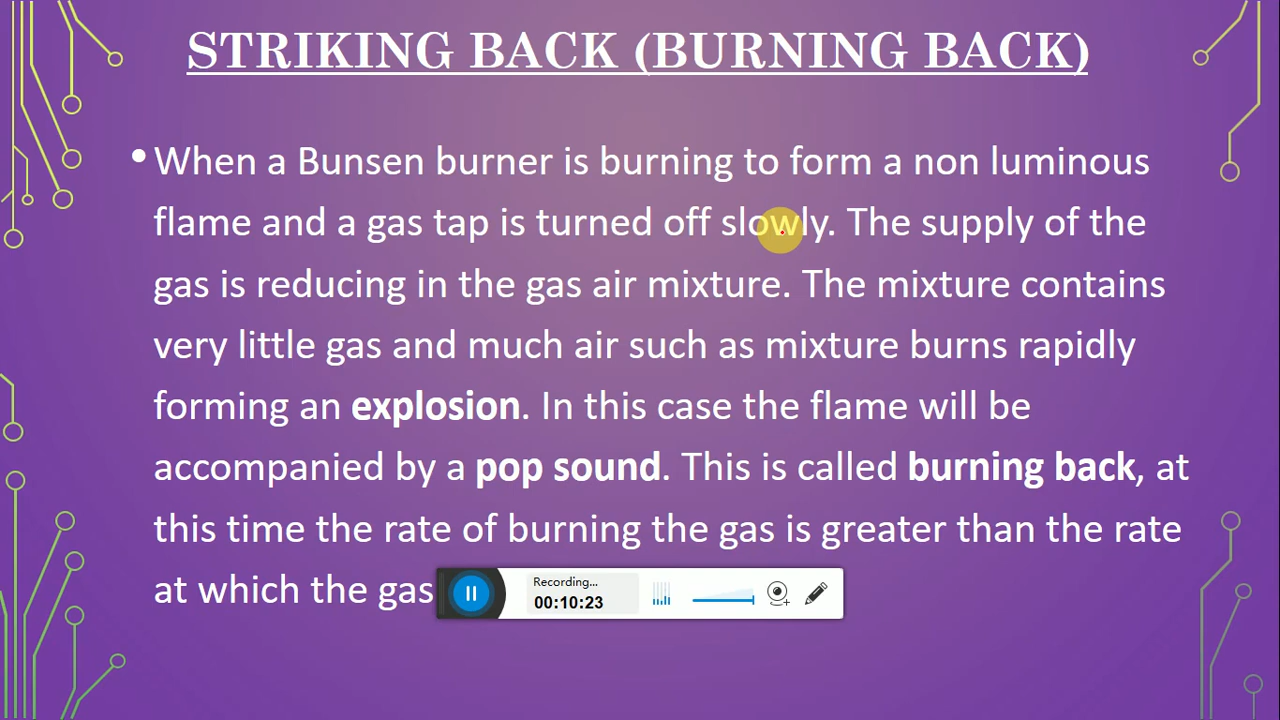 STRIKING BACK (BURNING BACK)
• When a Bunsen burner is burning to form a non luminous
flame and a gas tap is turned off slowly. The supply of the
gas is reducing in the gas air mixture. The mixture contains
very little gas and much air such as mixture burns rapidly
forming an explosion. In this case the flame will be
accompanied by a pop sound. This is called burning back, at
this time the rate of burning the gas is greater than the rate
at which the gas
Recording...
00:10:23